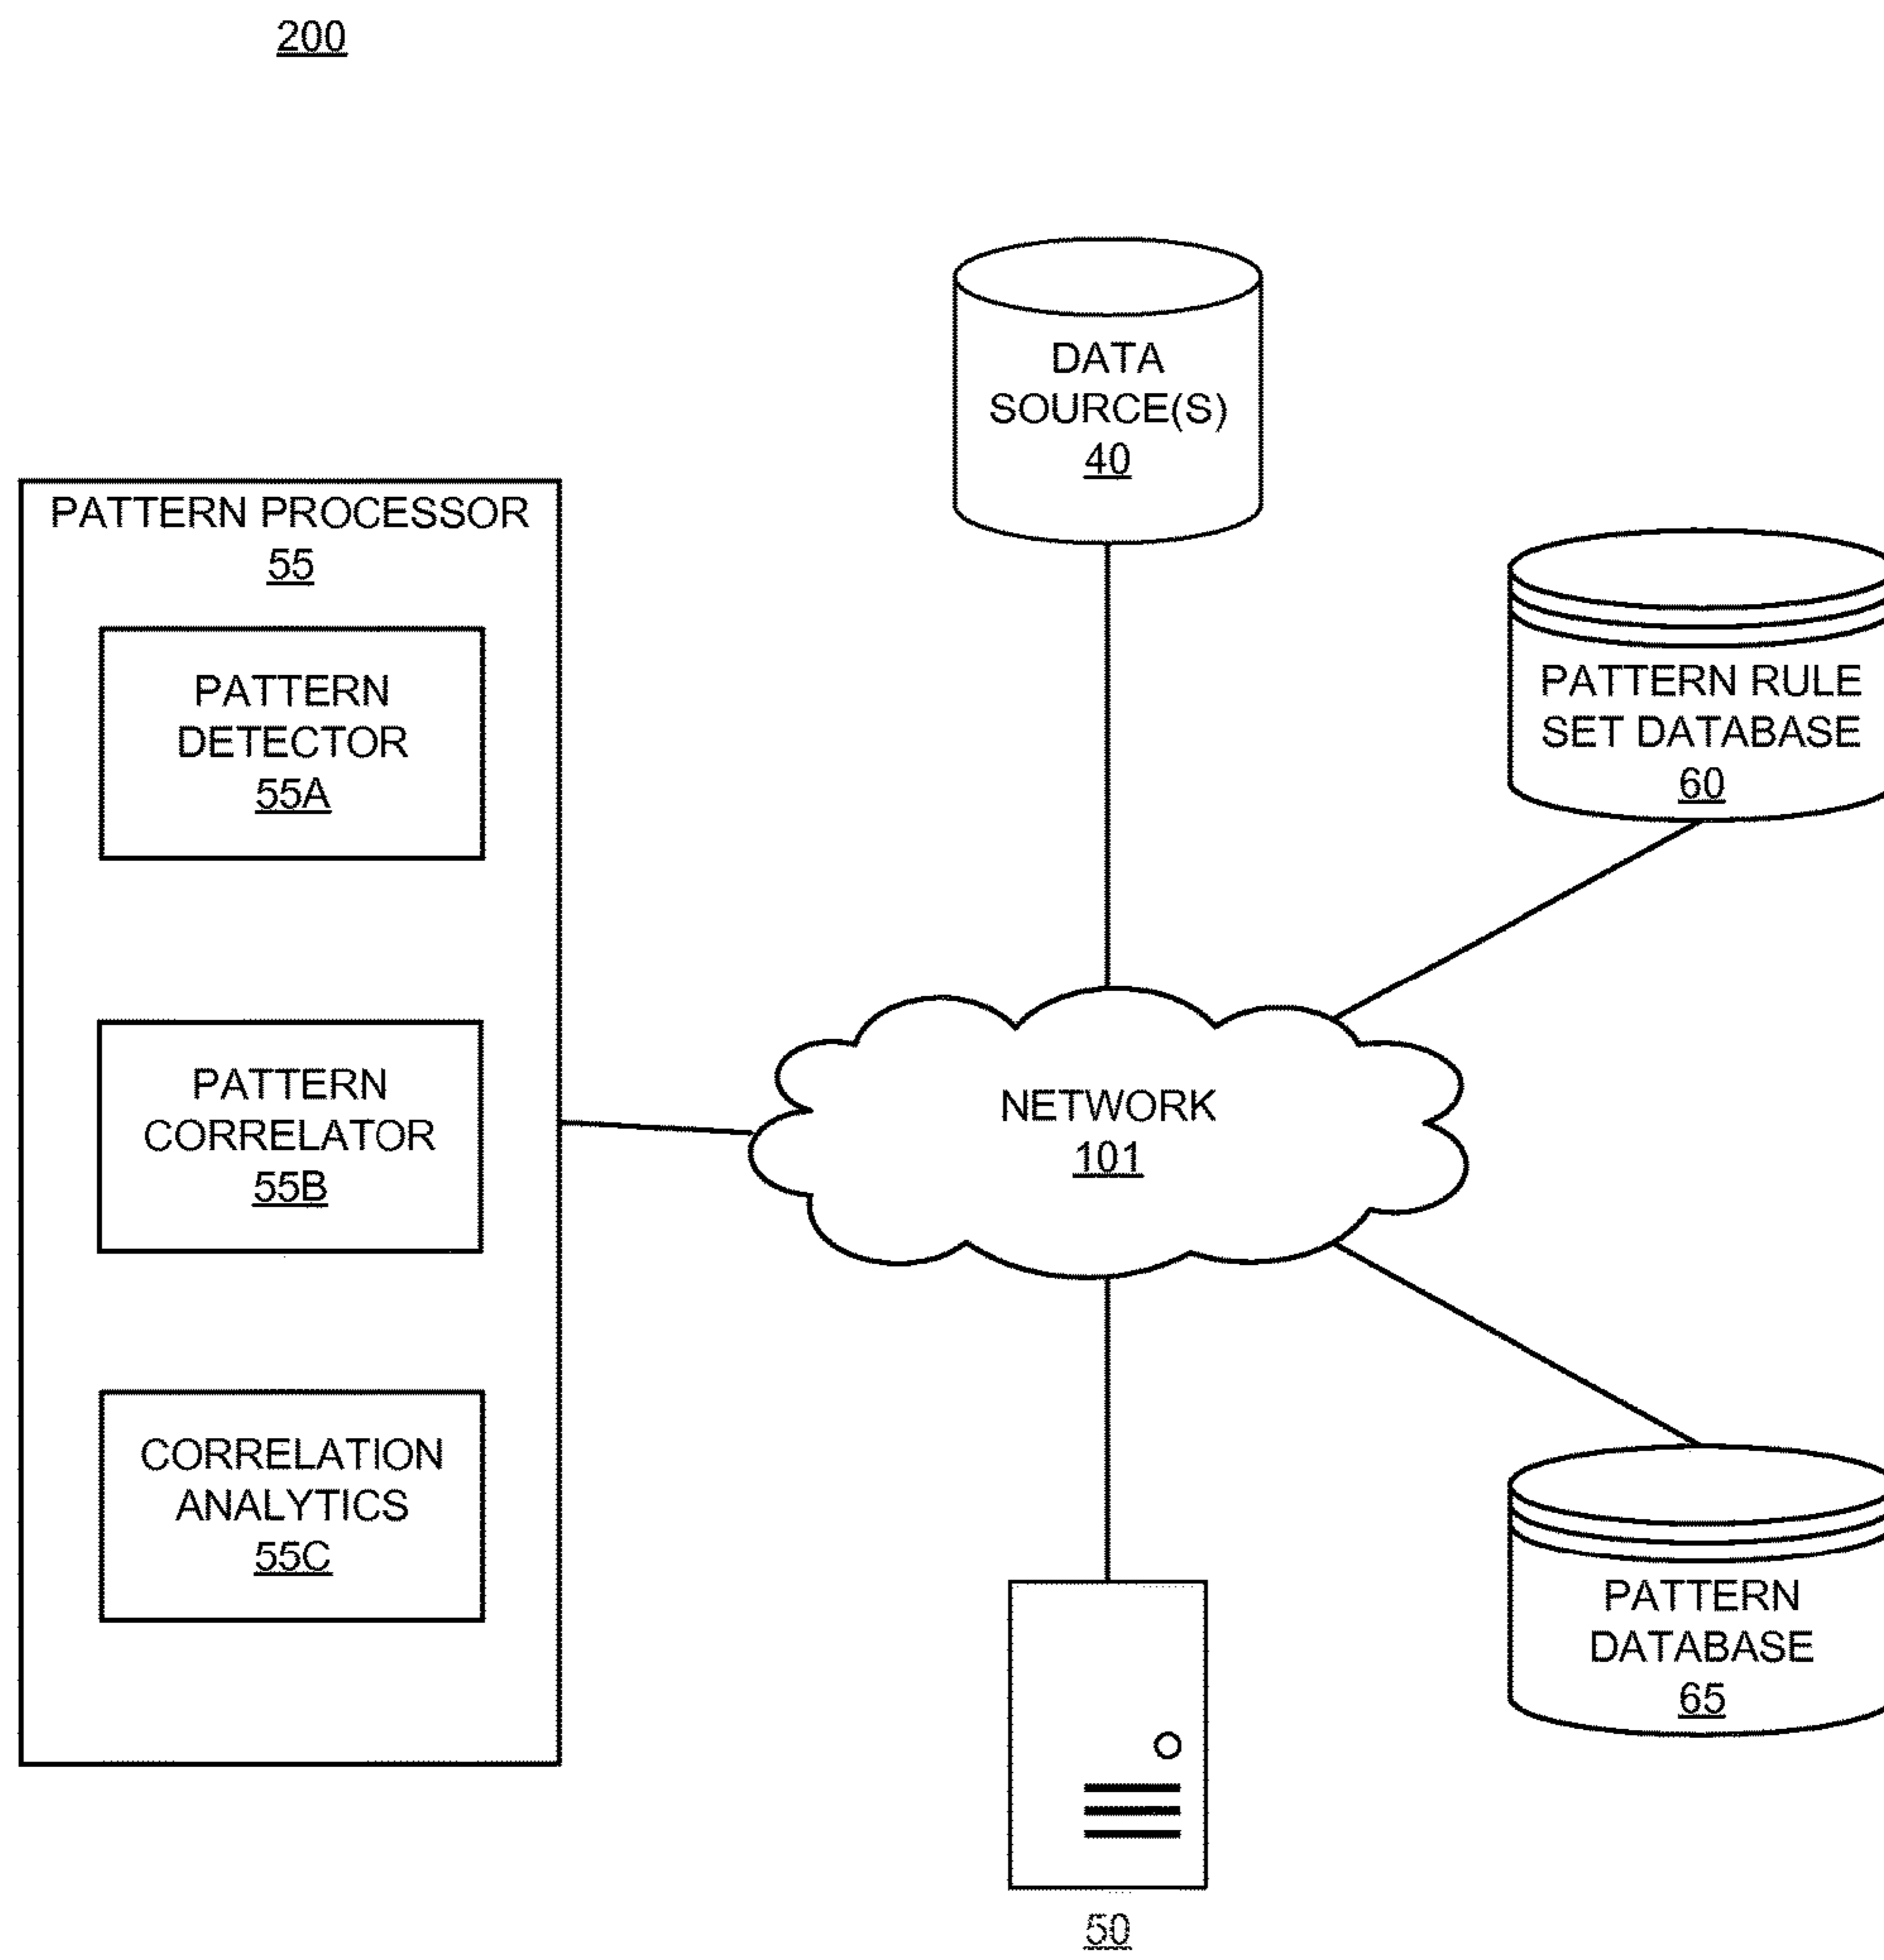 200
DATA
SOURCE(S)
40
PATTERN PROCESSOR
55
PATTERN
DETECTOR
55A
PATTERN RULE
SET DATABASE
60
PATTERN
CORRELATOR
55B
NETWORK
101
CORRELATION
ANALYTICS
55C
PATTERN
DATABASE
65
50